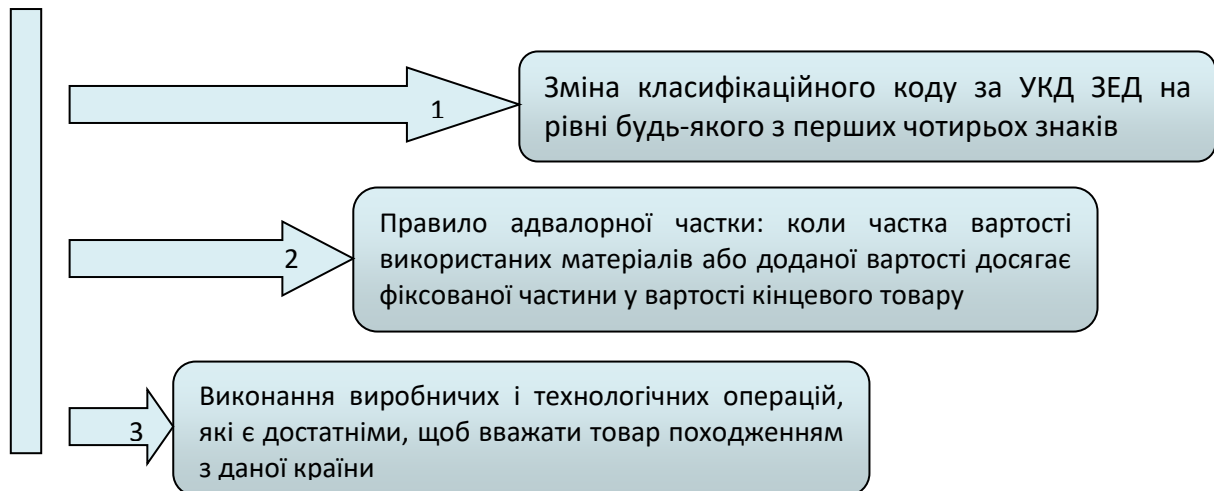 1
Зміна класифікаційного коду за УКД ЗЕД на
рівні будь-якого з перших чотирьох знаків
2
Правило адвалорної частки: коли частка вартості
використаних матеріалів або доданої вартості досягає
фіксованої частини у вартості кінцевого товару
3
Виконання виробничих і технологічних операцій,
які є достатніми, щоб вважати товар походженням
з даної країни